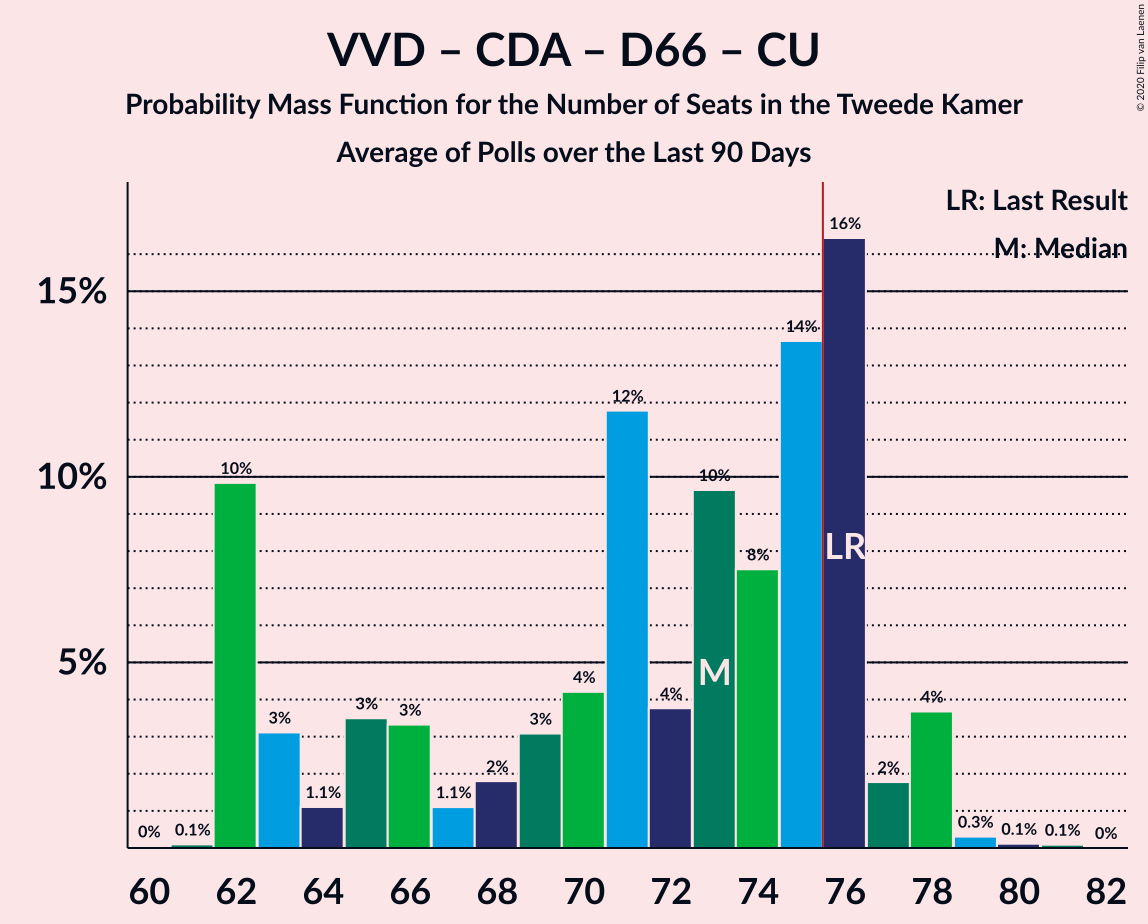 VVD – CDA – D66 – CU
Probability Mass Function for the Number of Seats in the Tweede Kamer
Average of Polls over the Last 90 Days
© 2020 Filip van Laenen
LR: Last Result
M: Median
15%
10%
5%
0%
0.1%
10%
3%
1.1%
3%
3%
1.1%
2%
3%
4%
12%
4%
10%
8%
14%
16%
2%
4%
0.3%
0.1%
0.1%
0%
M
LR
60 62 64 66 68 70 72 74 76 78 80 82